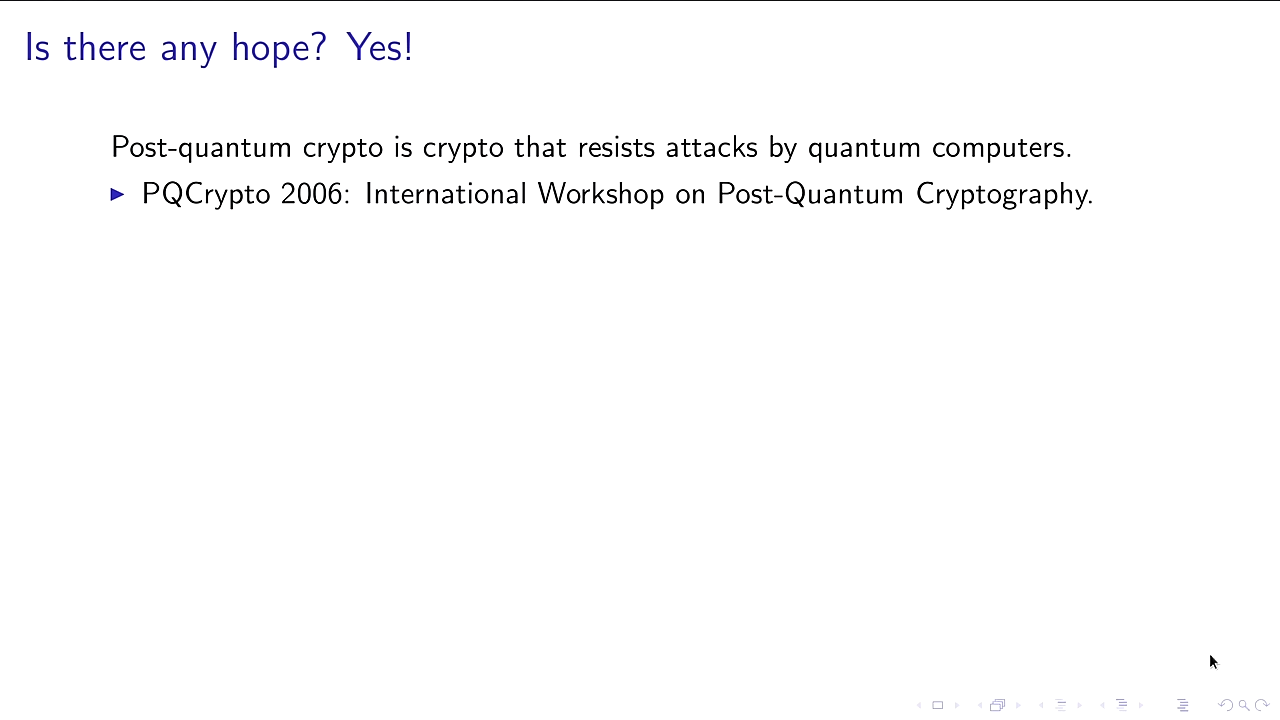 Is there any hope? Yes!
Post-quantum crypto is crypto that resists attacks by quantum computers.
▶ PQCrypto 2006: International Workshop on Post-Quantum Cryptography.